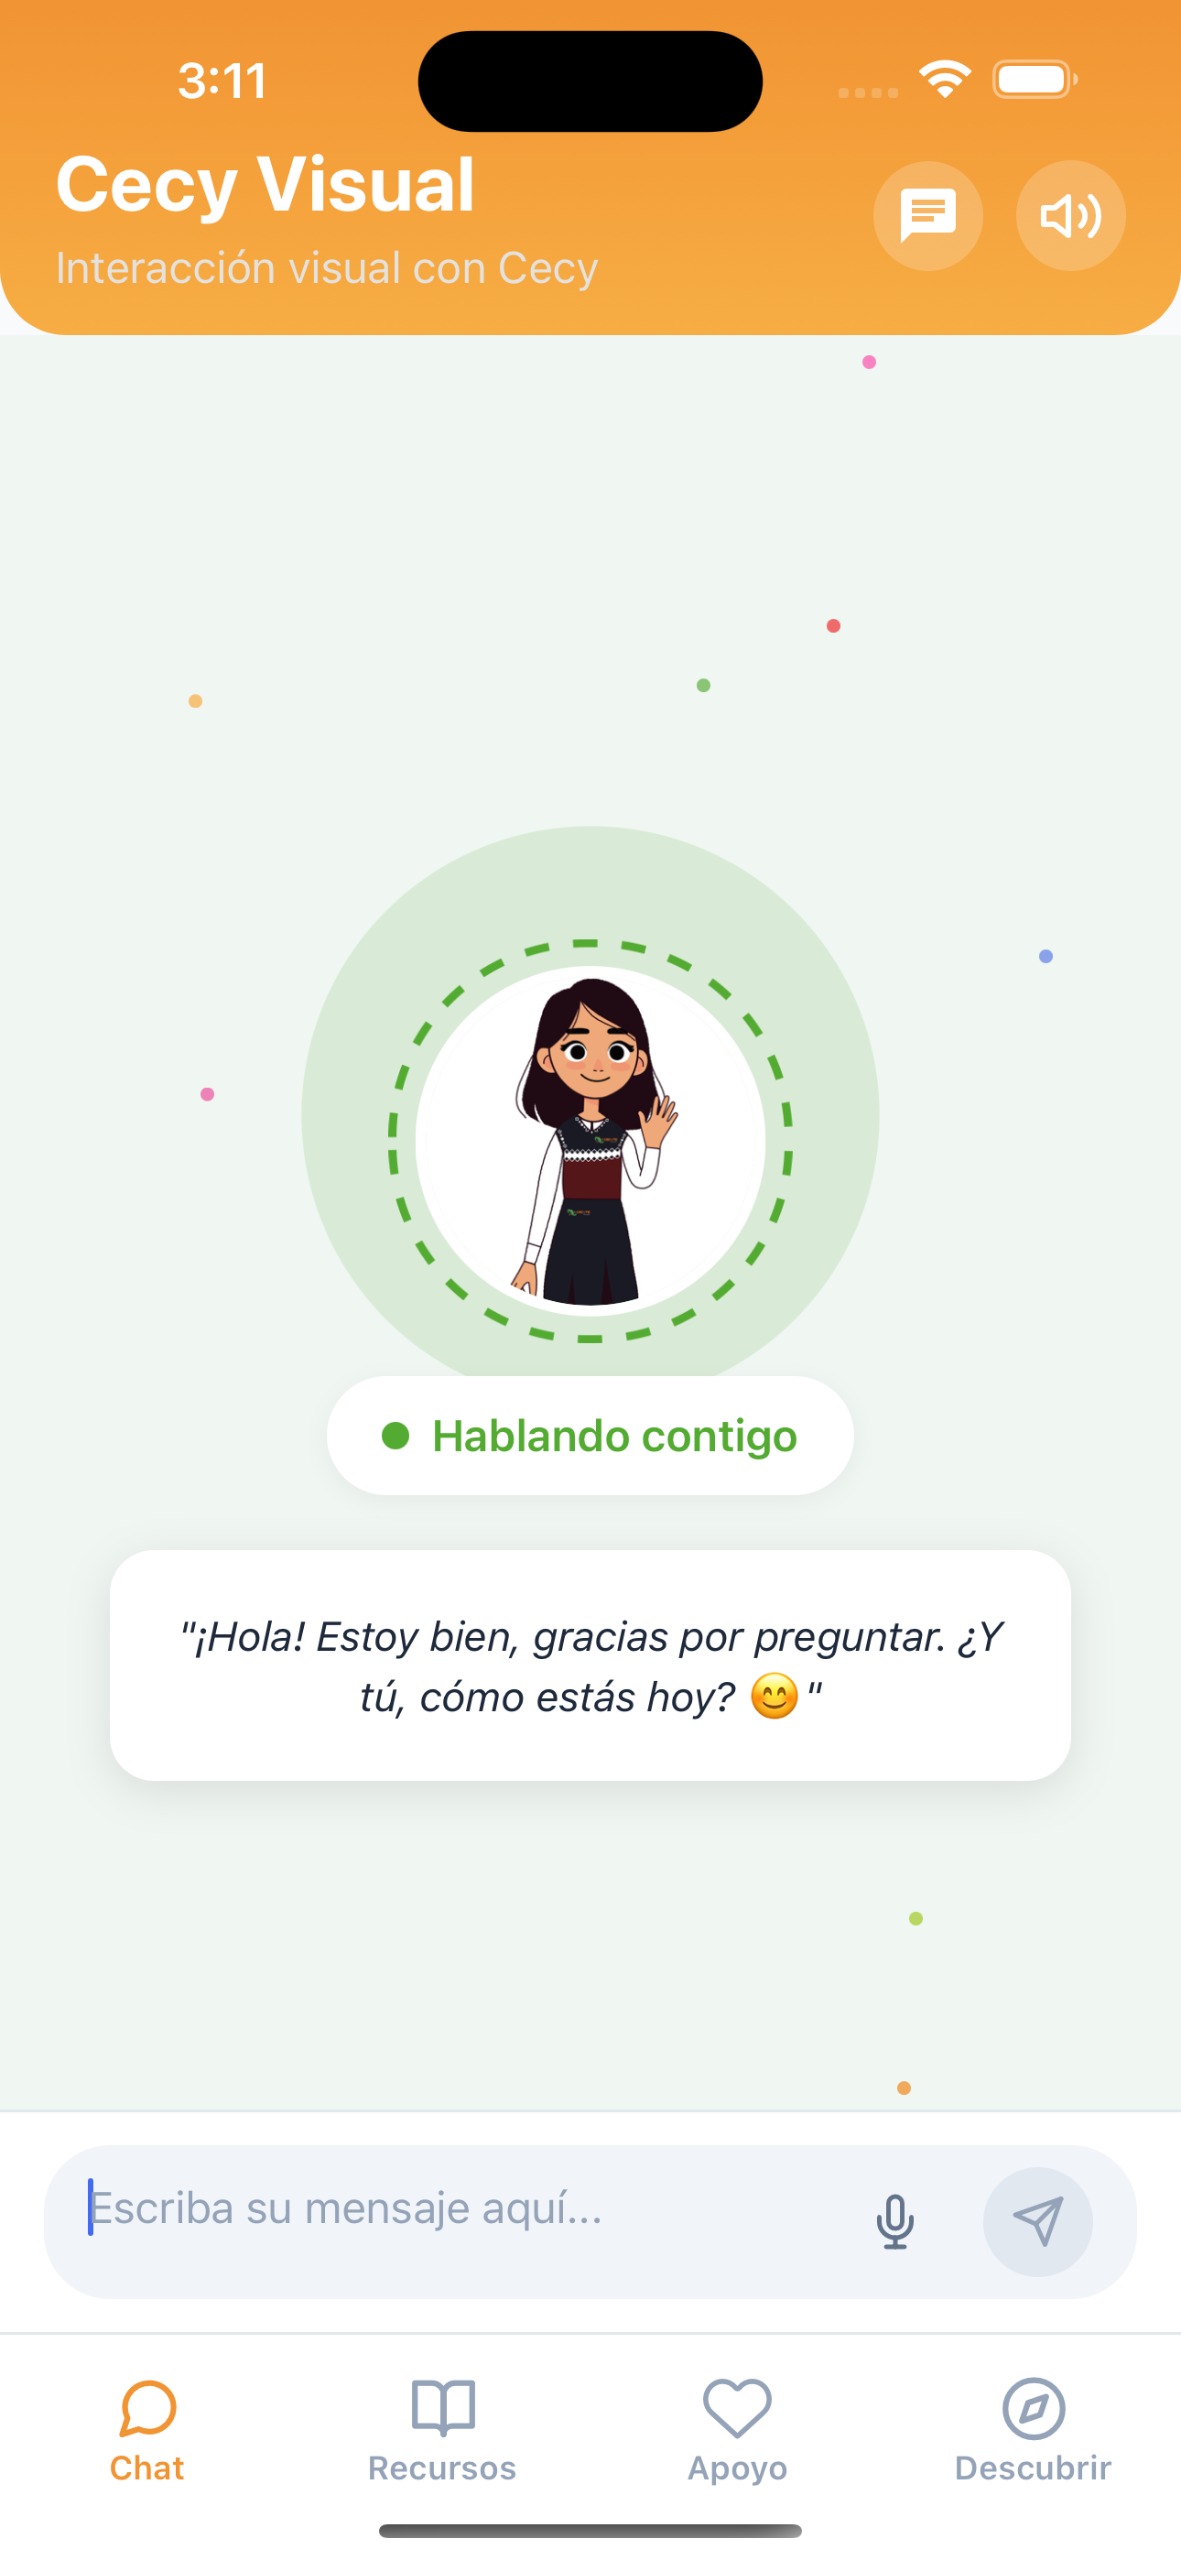 3:11
Cecy Visual
Interacción visual con Cecy
Hablando contigo
"¡Hola! Estoy bien, gracias por preguntar. ¿Y
tú, cómo estás hoy? 😊"
Escriba su mensaje aquí...
Chat
Recursos
Apoyo
Descubrir